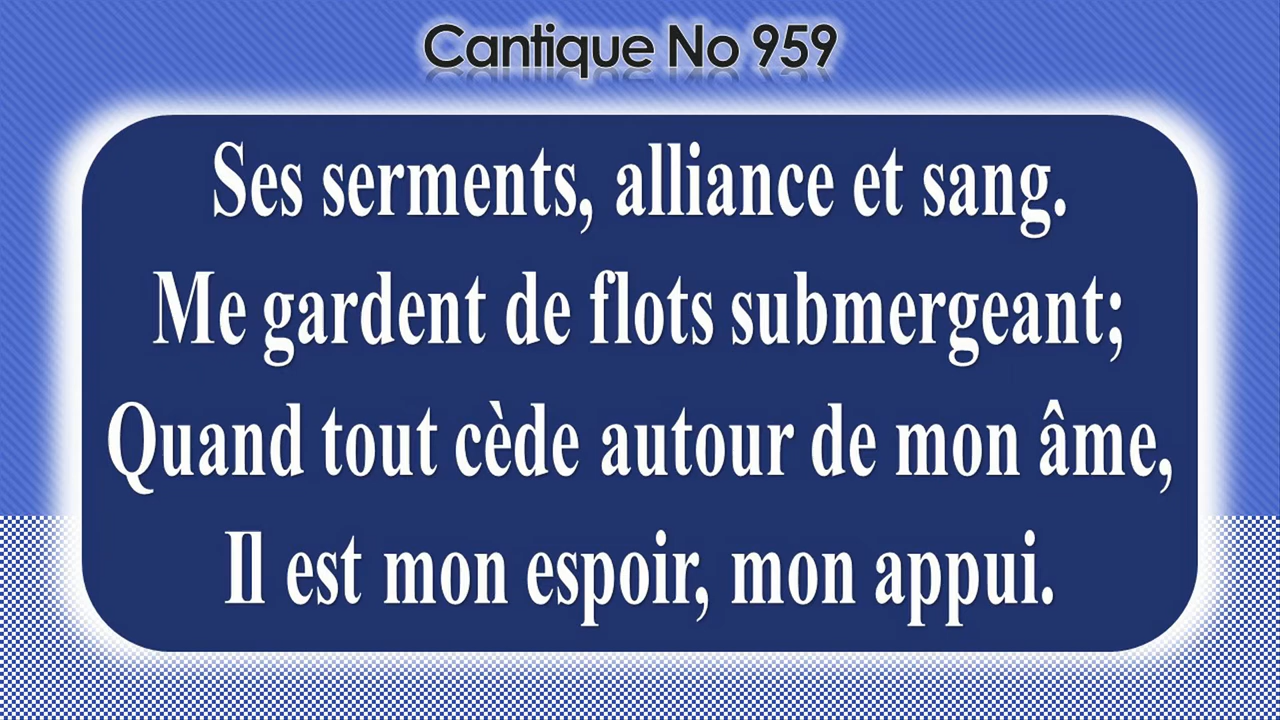 Cantique No 959
Ses serments, alliance et sang.
Me gardent de flots submergeant;
Quand tout cède autour de mon âme,
Il est mon espoir, mon appui.